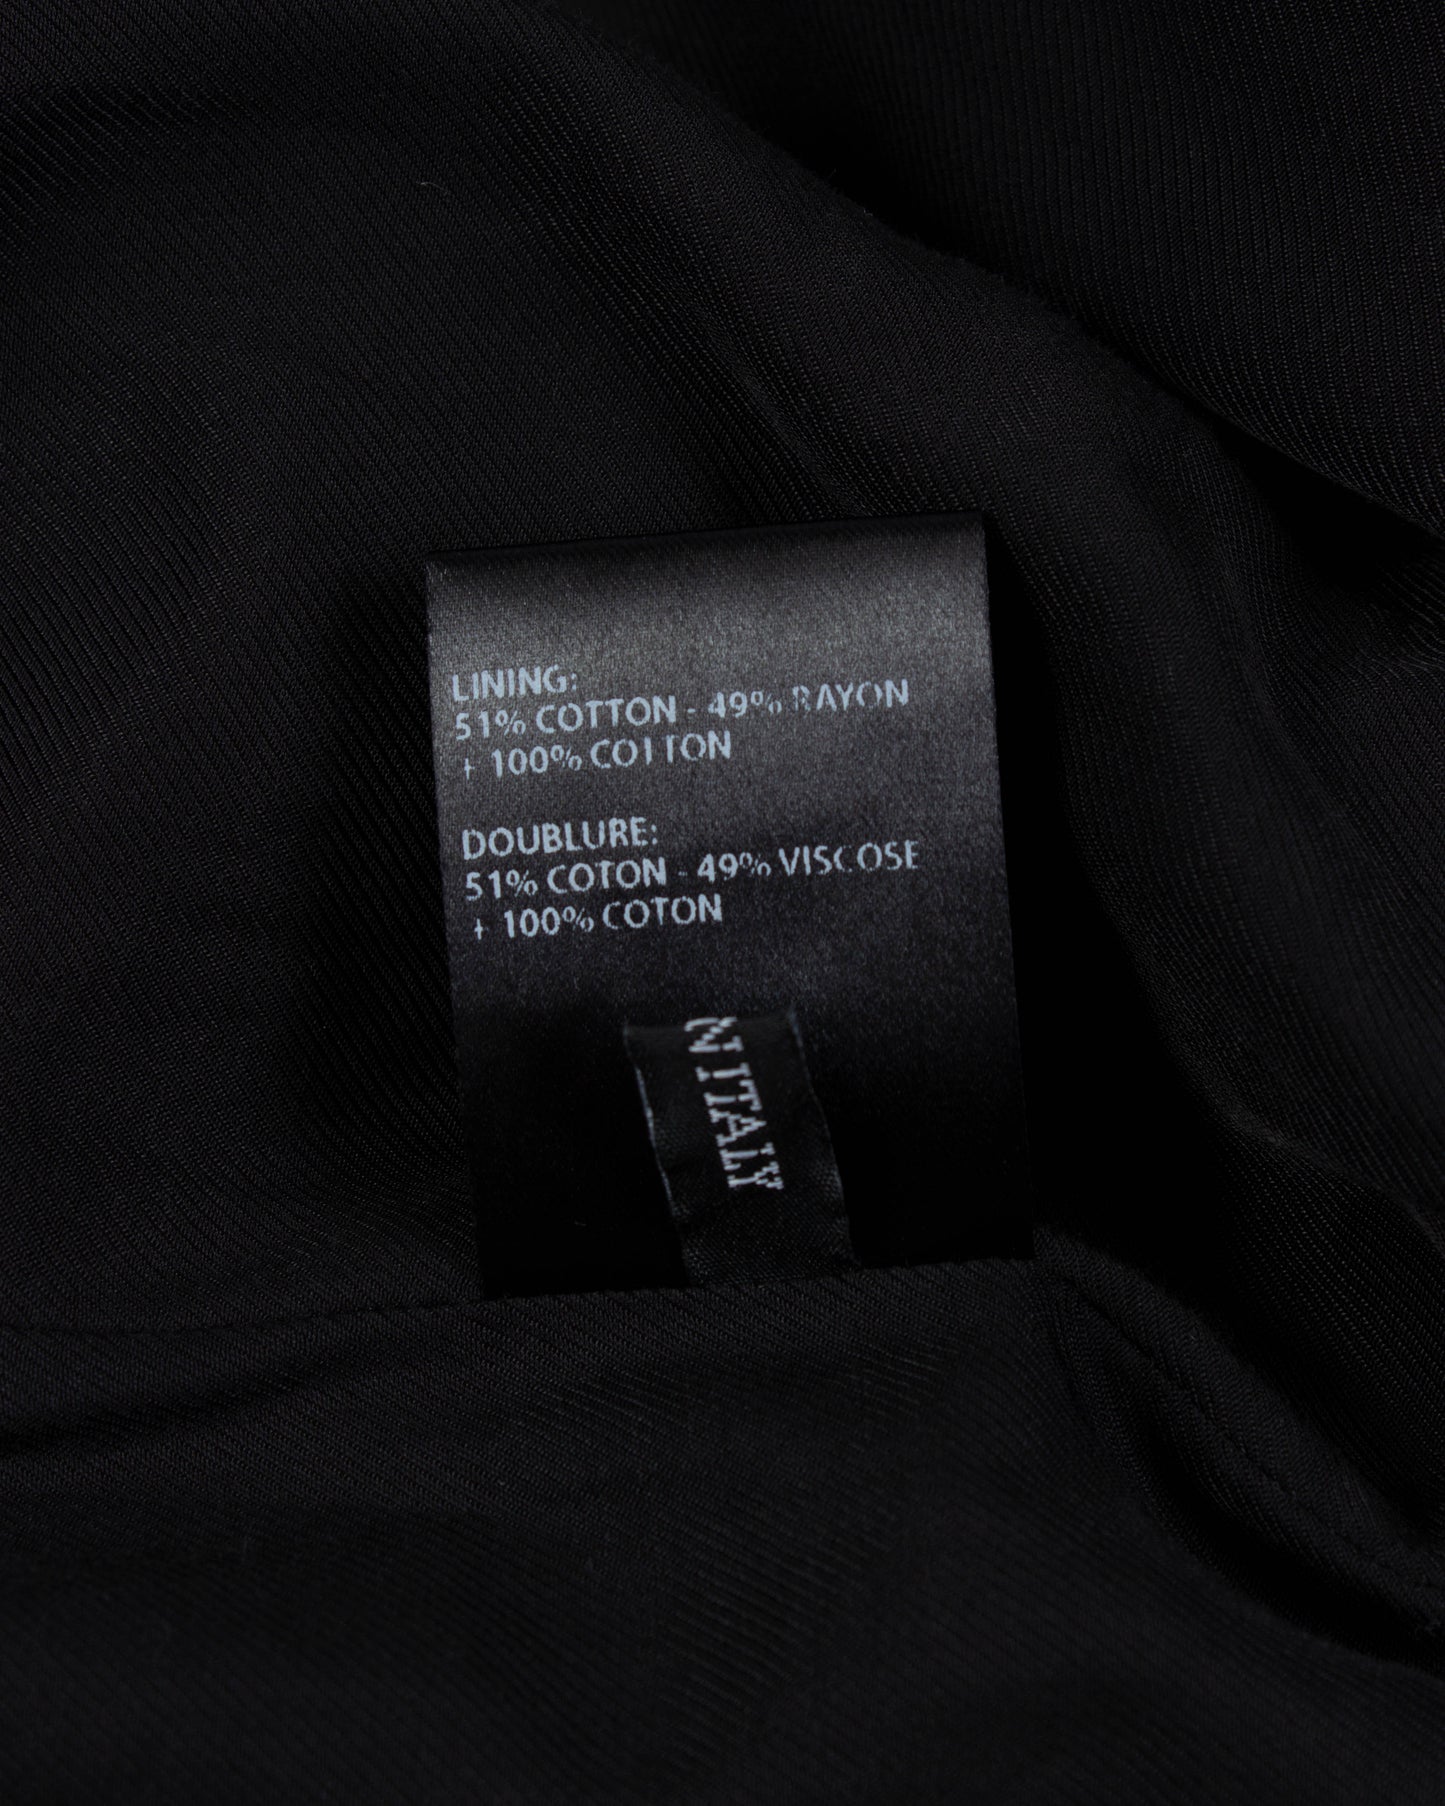 LINING:
51% COTTON - 49% RAYON
+ 100% COTTON
DOUBLURE:
51% COTON - 49% VISCOSE
+ 100% COTON
N ITALY